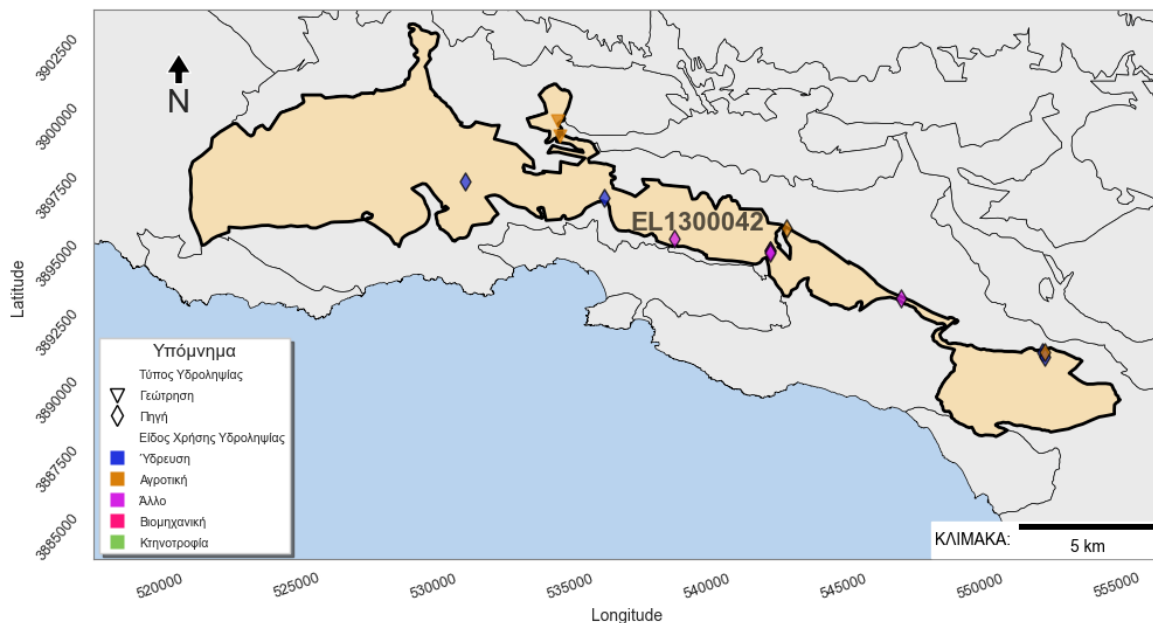 3902500
3900000
3897500
3895000
3892500
3890000
3887500
3885000
Latitude
N
EL1300042
Υπόμνημα
Τύπος Υδροληψίας
Γεώτρηση
Πηγή
Είδος Χρήσης Υδροληψίας
Ύδρευση
Αγροτική
Άλλο
Βιομηχανική
Κτηνοτροφία
ΚΛΙΜΑΚΑ:
5 km
520000
525000
530000
535000
540000
545000
550000
555000
Longitude